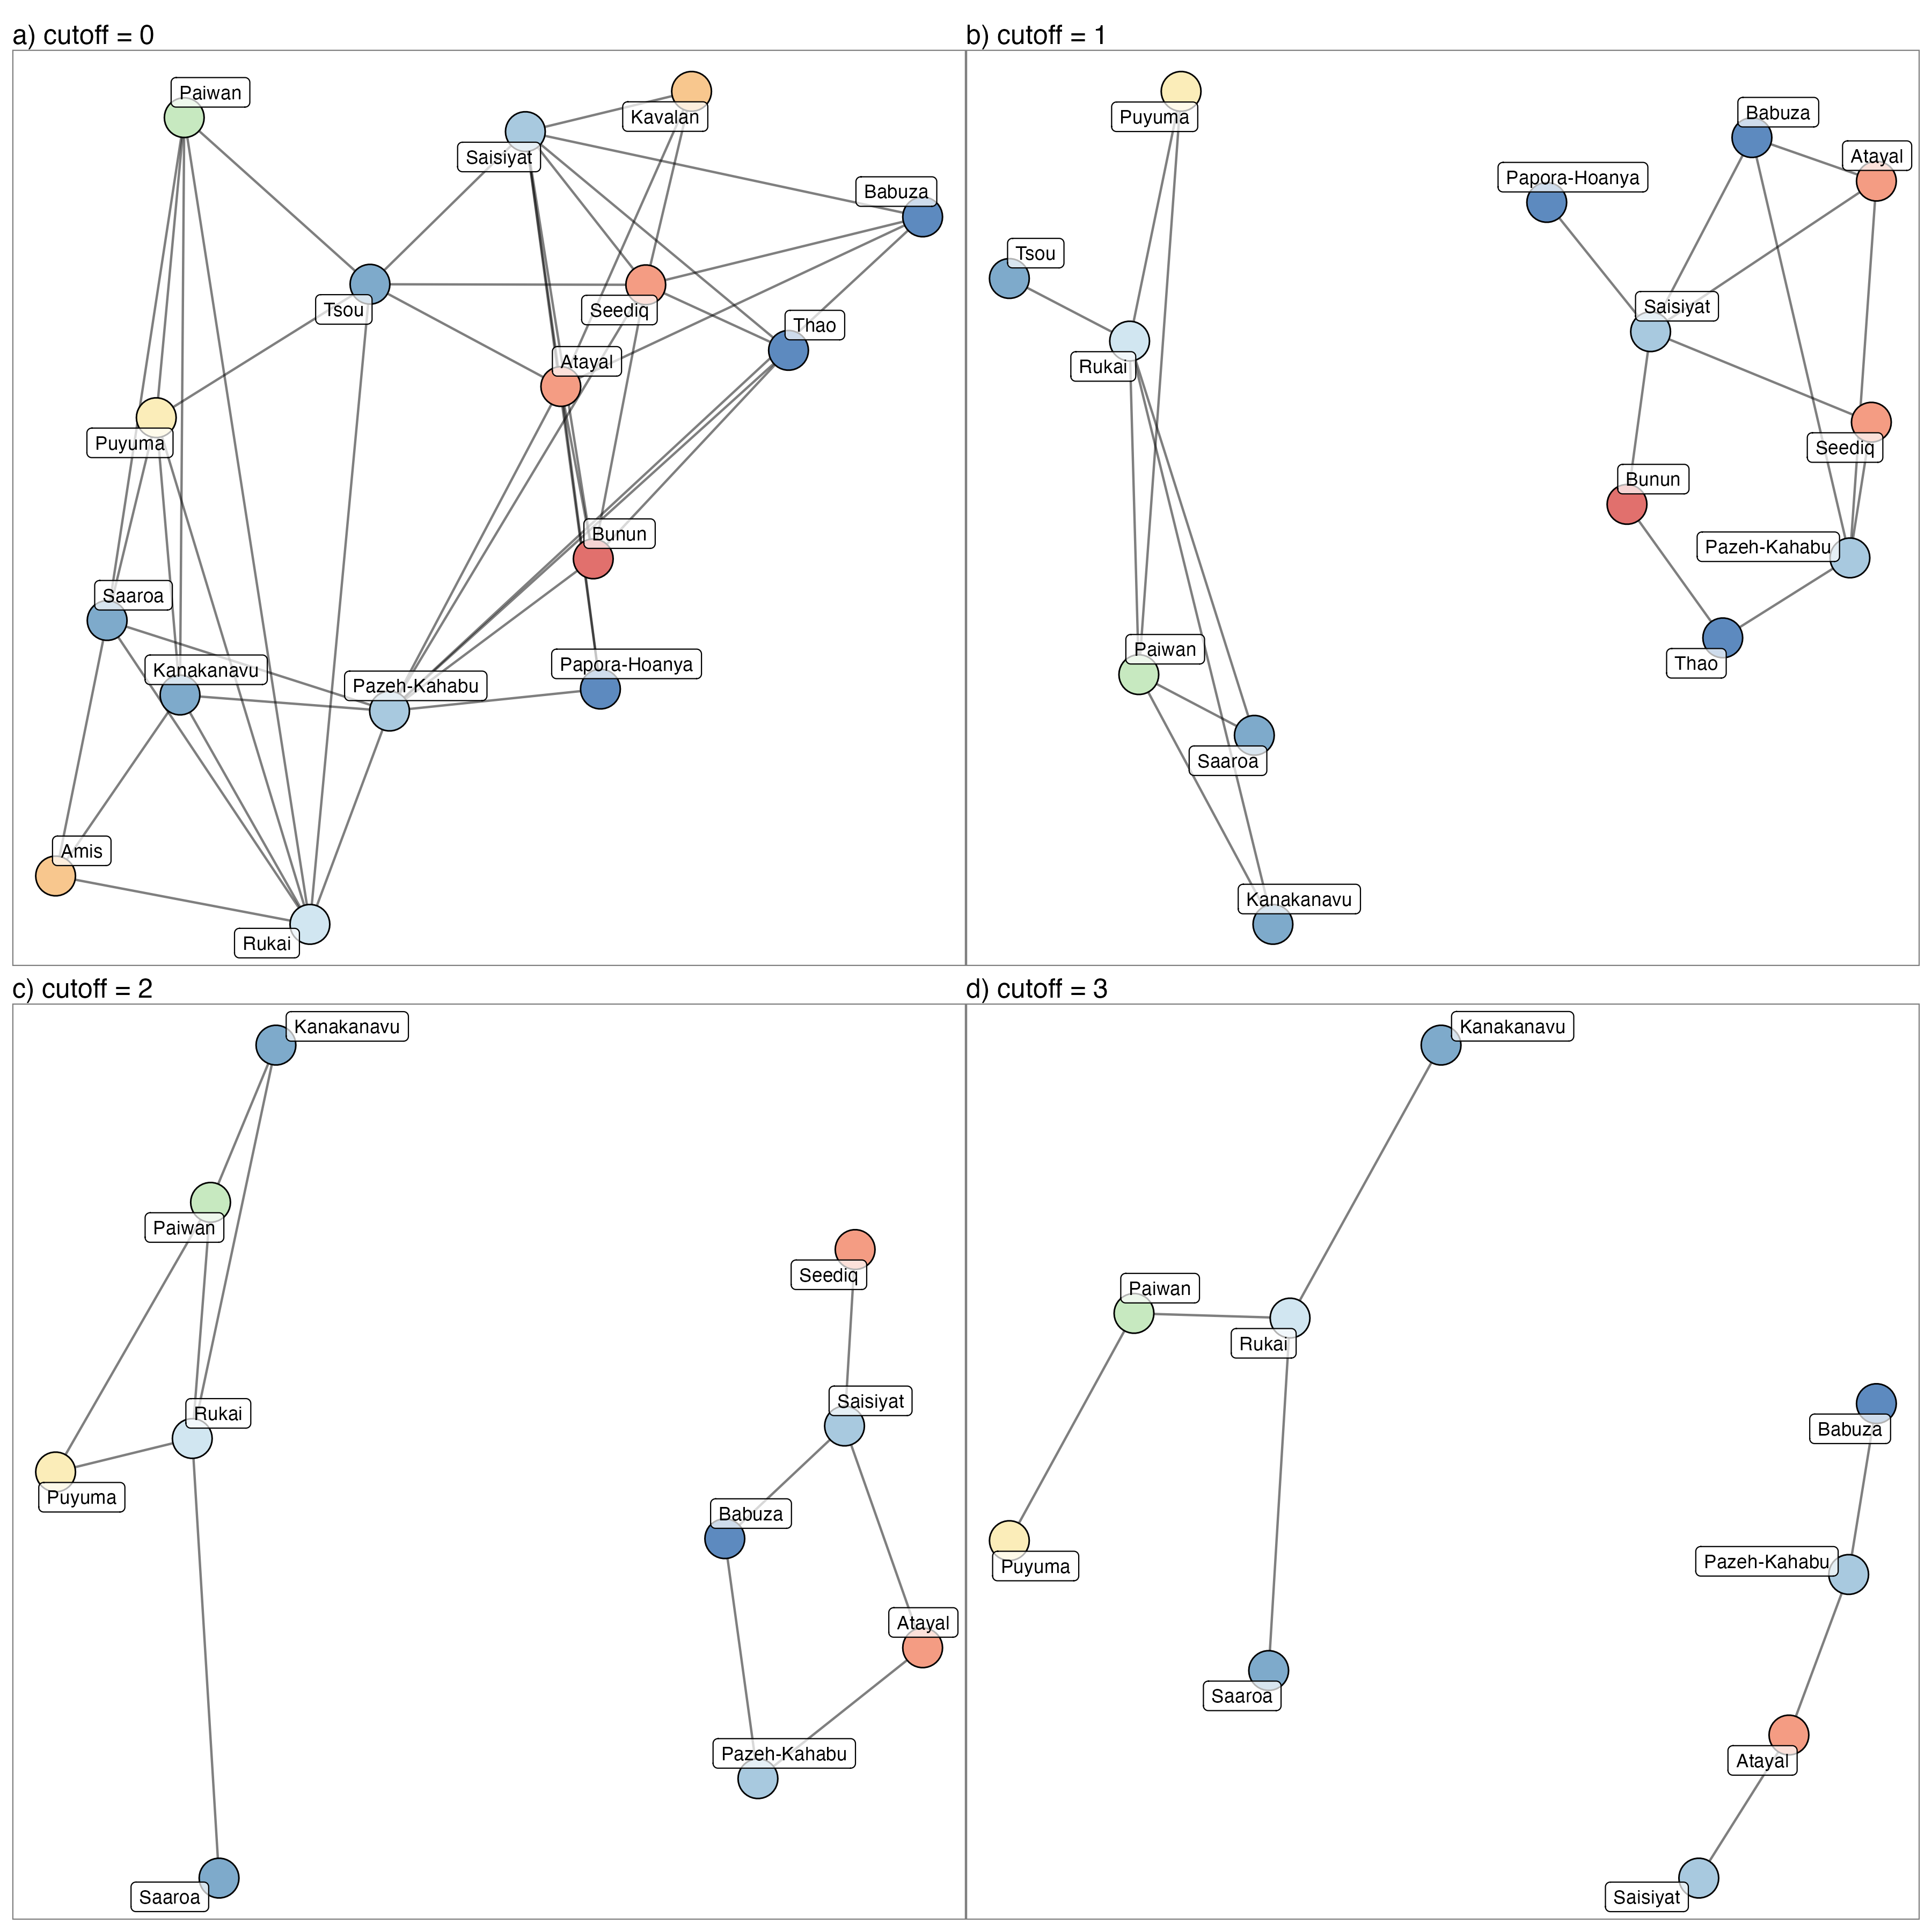 a) cutoff = 0
Paiwan
Kavalan
Saisiyat
Babuza
Tsou
Seediq
Thao
Atayal
Puyuma
Bunun
Saaroa
Kanakanavu
Papora-Hoanya
Pazeh-Kahabu
Amis
Rukai
b) cutoff = 1
Puyuma
Babuza
Atayal
Papora-Hoanya
Tsou
Saisiyat
Rukai
Seediq
Bunun
Pazeh-Kahabu
Paiwan
Thao
Saaroa
Kanakanavu
c) cutoff = 2
Kanakanavu
Paiwan
Seediq
Saisiyat
Rukai
Puyuma
Babuza
Atayal
Pazeh-Kahabu
Saaroa
d) cutoff = 3
Kanakanavu
Paiwan
Rukai
Babuza
Pazeh-Kahabu
Puyuma
Saaroa
Atayal
Saisiyat